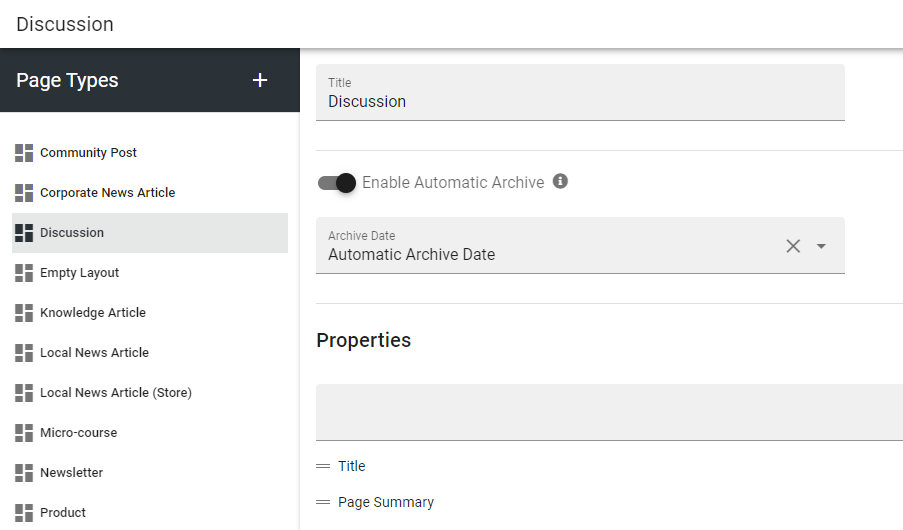 Discussion
Page Types
Community Post
Corporate News Article
Discussion
Empty Layout
Knowledge Article
Local News Article
Local News Article (Store)
Micro-course
Newsletter
Product
Title
Discussion
Enable Automatic Archive
Archive Date
Automatic Archive Date
Properties
Title
Page Summary